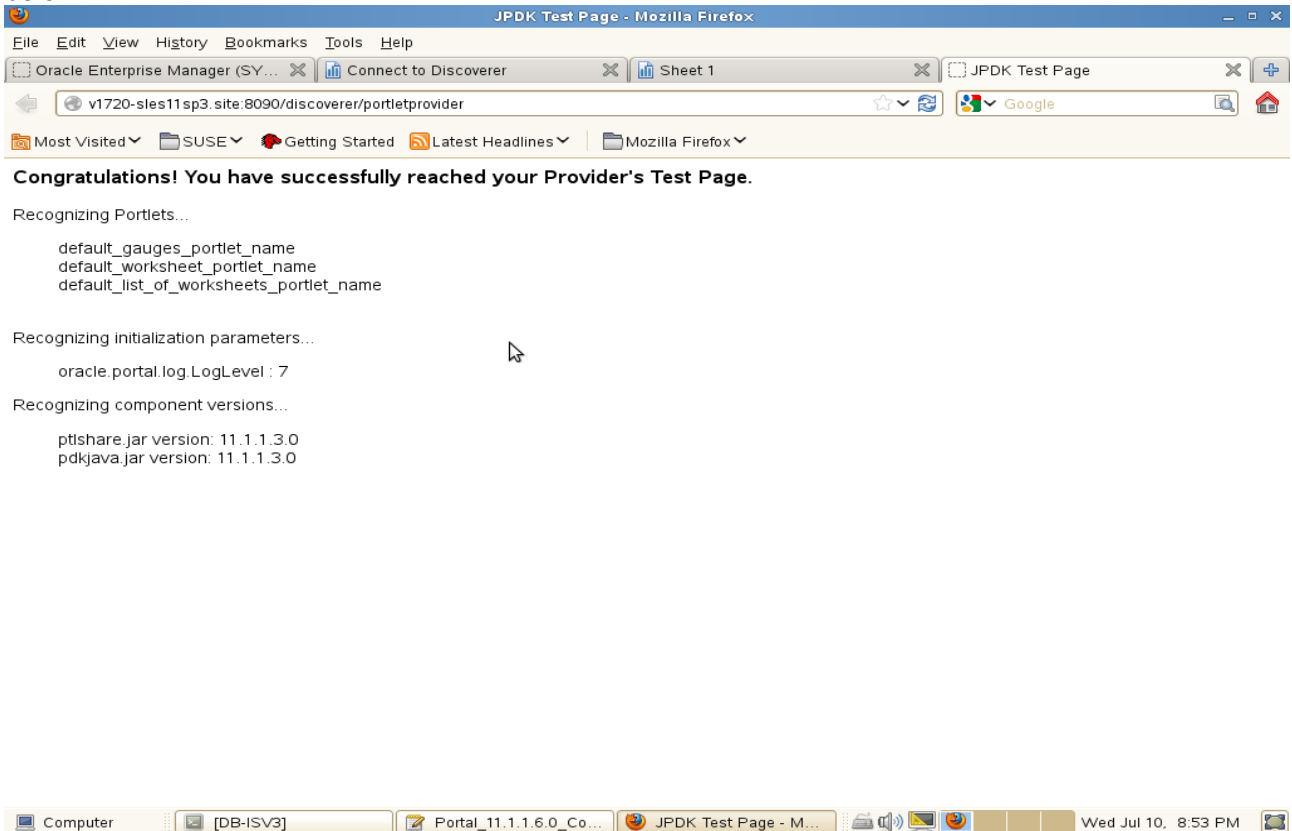 JPDK Test Page - Mozilla Firefox
File Edit View History Bookmarks Tools Help
Oracle Enterprise Manager (SY... Connect to Discoverer Sheet 1 JPDK Test Page
v1720-sles11sp3.site:8090/discoverer/portletprovider Google
Most Visited SUSE Getting Started Latest Headlines Mozilla Firefox
Congratulations! You have successfully reached your Provider's Test Page.
Recognizing Portlets...
default_gauges_portlet_name
default_worksheet_portlet_name
default_list_of_worksheets_portlet_name
Recognizing initialization parameters...
oracle.portal.log.LogLevel : 7
Recognizing component versions...
ptlshare.jar version: 11.1.1.3.0
pdkjava.jar version: 11.1.1.3.0
Computer [DB-ISV3] Portal_11.1.1.6.0_Co... JPDK Test Page - M... Wed Jul 10, 8:53 PM